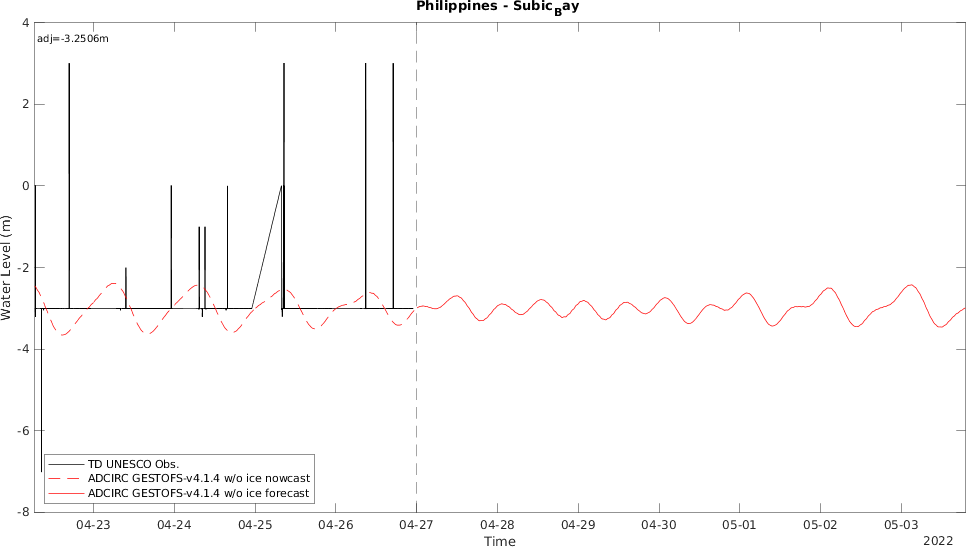 Philippines - Subic_Bay
adj=-3.2506m
4
2
0
-2
-4
-6
-8
Water Level (m)
TD UNESCO Obs.
ADCIRC GESTOFS-v4.1.4 w/o ice nowcast
ADCIRC GESTOFS-v4.1.4 w/o ice forecast
04-23 04-24 04-25 04-26 04-27 04-28 04-29 04-30 05-01 05-02 05-03
Time
2022